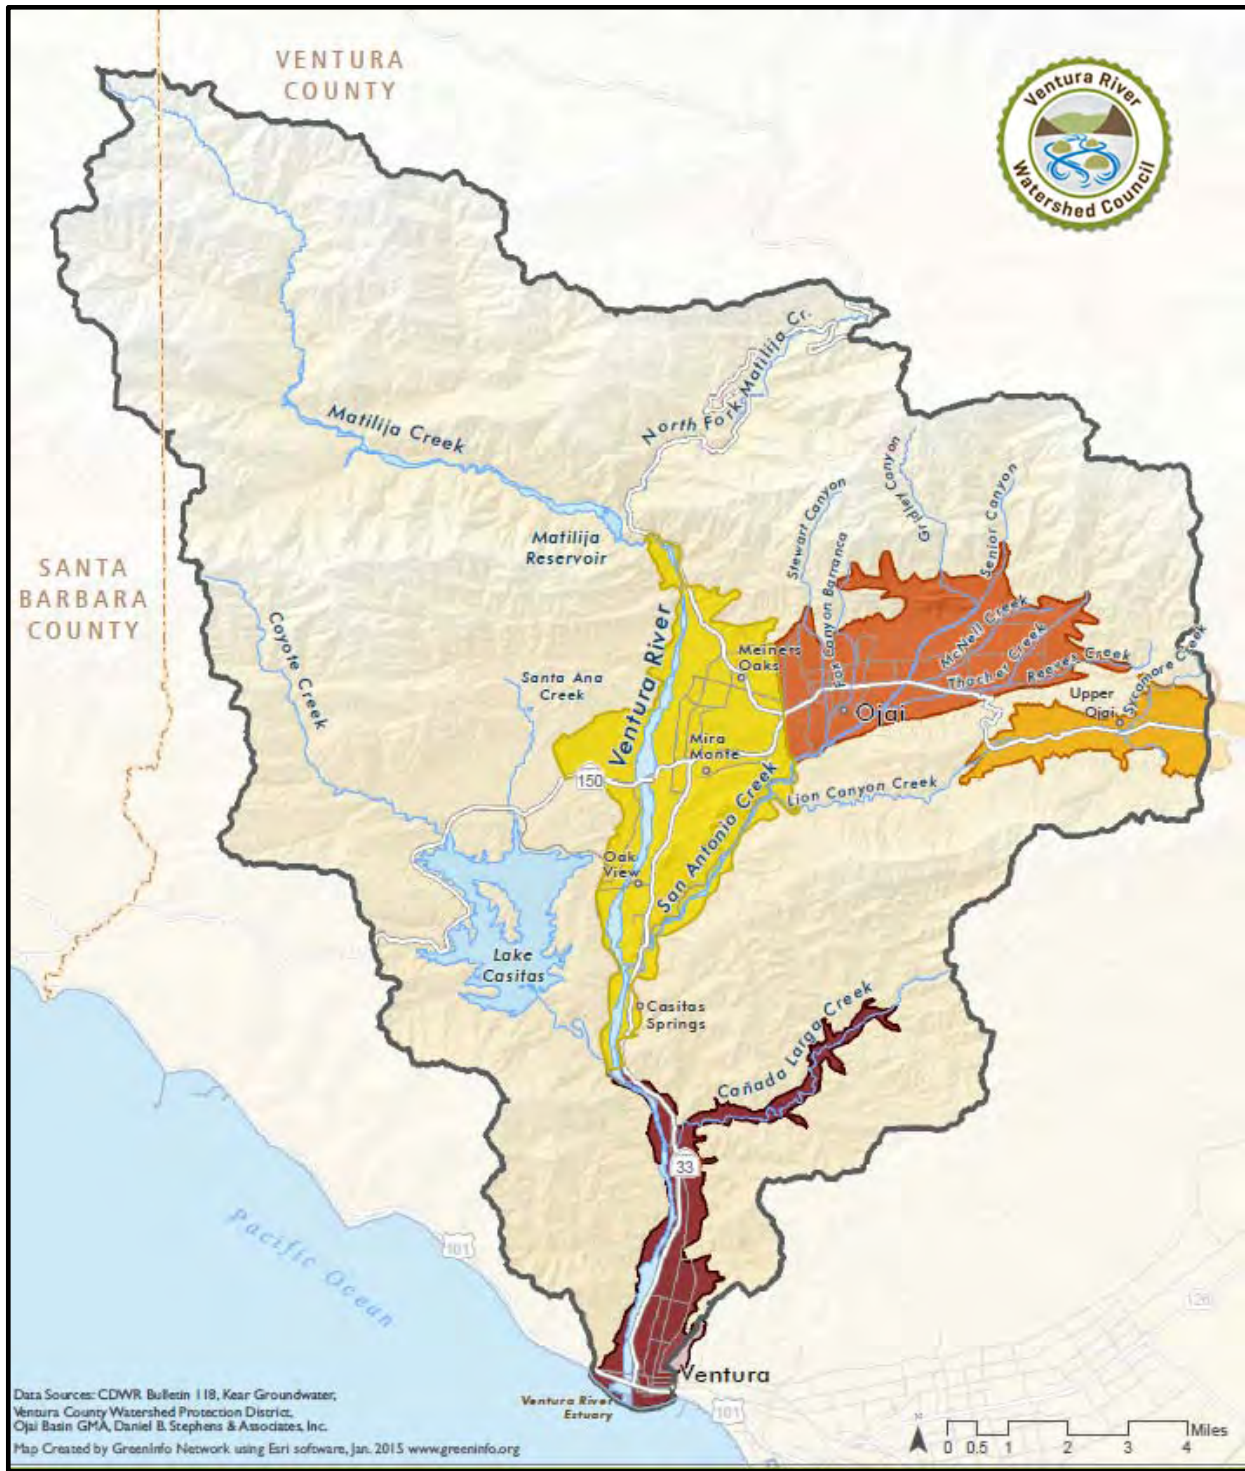 VENTURA
COUNTY
Ventura River
Watershed Council
North Fork Matilija Cr.
Matilija Creek
Gridley Canyon
Senior Canyon
Stewart Canyon
Matilija
Reservoir
Fox Canyon Barranca
SANTA
BARBARA
COUNTY
Coyote Creek
McNell Creek
Thacher Creek
Reeves Creek
Sycamore Creek
Ventura River
Meiners
Oaks
Santa Ana
Creek
Upper
Ojai
Ojai
Mira
Monte
150
Lion Canyon Creek
San Antonio Creek
Oak
View
Lake
Casitas
Casitas
Springs
Cañada Larga Creek
33
Pacific Ocean
101
126
Ventura
Ventura River
Estuary
101
Data Sources: CDWR Bulletin 118, Kear Groundwater,
Ventura County Watershed Protection District,
Ojai Basin GMA, Daniel B. Stephens & Associates, Inc.
Map Created by GreenInfo Network using Esri software, Jan. 2015 www.greeninfo.org
N
Miles
0 0.5 1 2 3 4